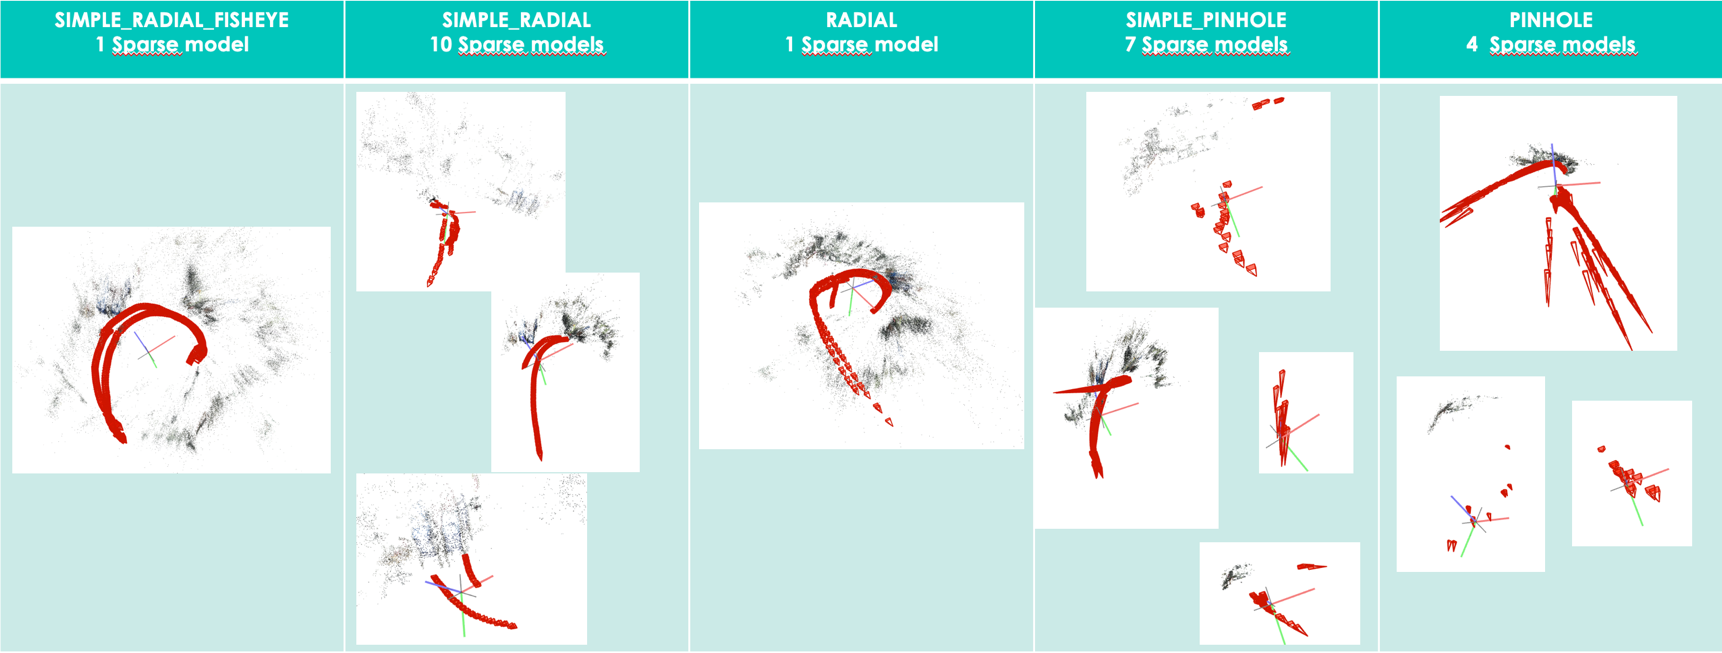 SIMPLE_RADIAL_FISHEYE
1 Sparse model
SIMPLE_RADIAL
10 Sparse models
RADIAL
1 Sparse model
SIMPLE_PINHOLE
7 Sparse models
PINHOLE
4 Sparse models